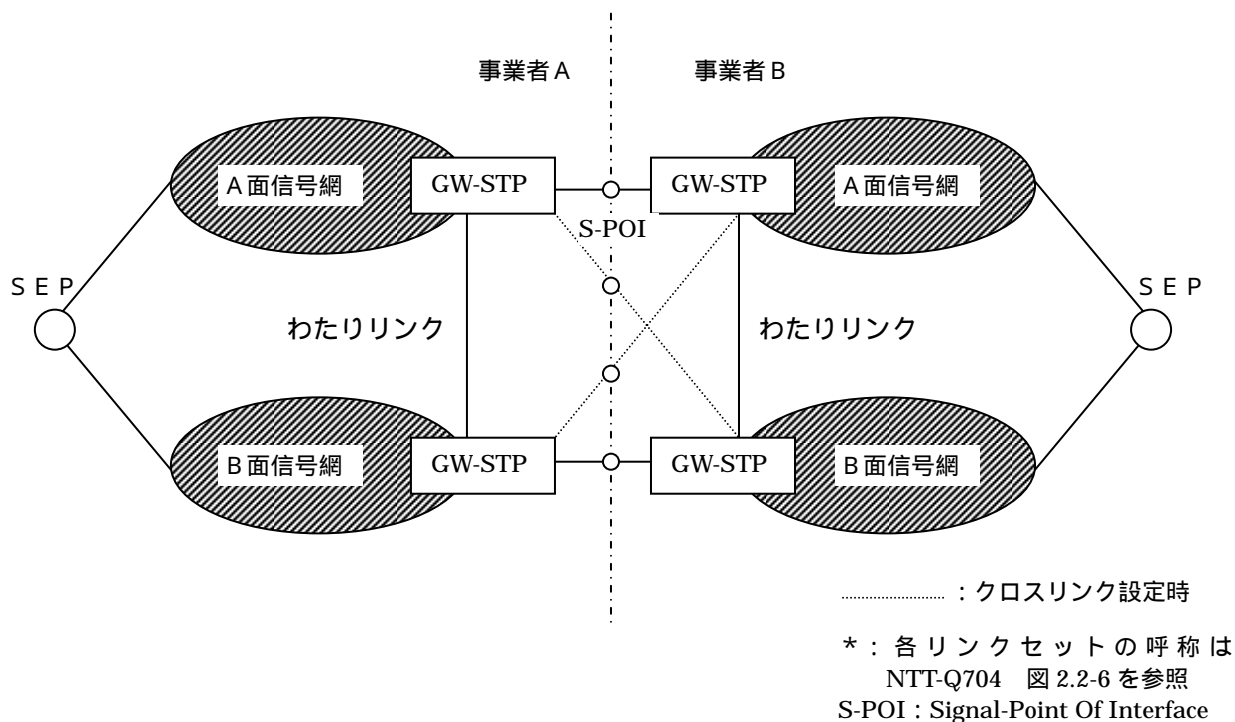 事業者A 事業者B
A面信号網 GW-STP GW-STP A面信号網
S-POI
SEP SEP
わたりリンク わたりリンク
B面信号網 GW-STP GW-STP B面信号網
：クロスリンク設定時
*：各リンクセットの呼称は
NTT-Q704 図 2.2-6 を参照
S-POI：Signal-Point Of Interface